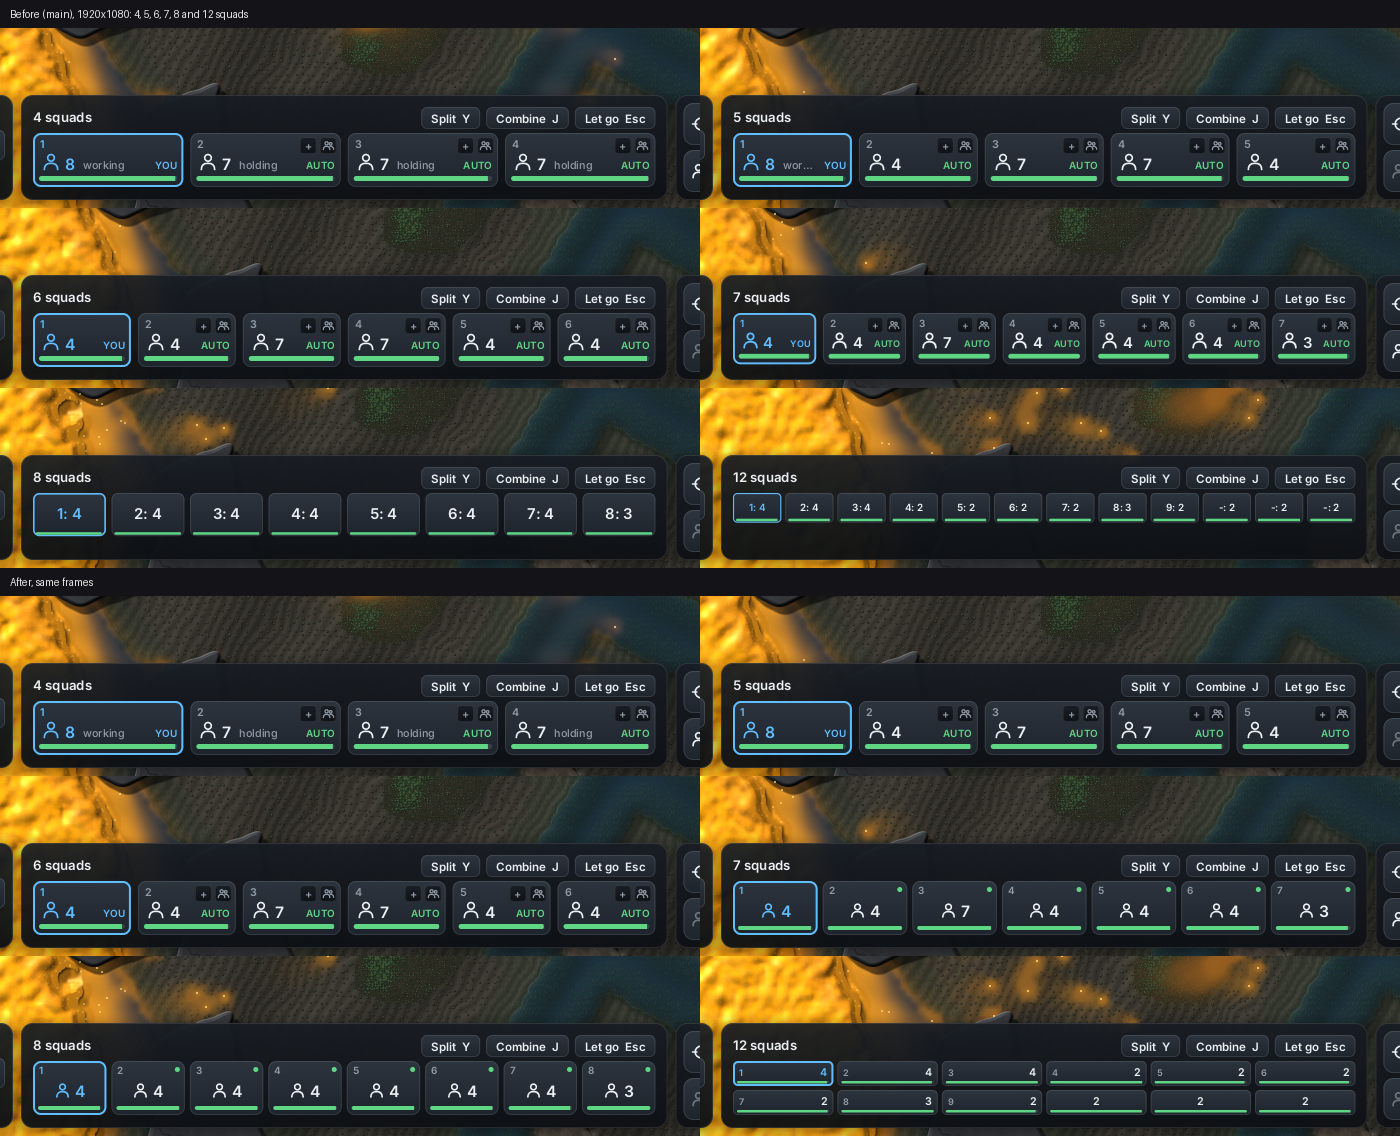 Before (main), 1920x1080: 4, 5, 6, 7, 8 and 12 squads
4 squads Split Y Combine J Let go Esc
1 2 + 3 + 4 +
8 working YOU 7 holding AUTO 7 holding AUTO 7 holding AUTO
5 squads Split Y Combine J Let go Esc
1 2 + 3 + 4 + 5 +
8 wor... YOU 4 AUTO 7 AUTO 7 AUTO 4 AUTO
6 squads Split Y Combine J Let go Esc
1 2 + 3 + 4 + 5 + 6 +
4 YOU 4 AUTO 7 AUTO 7 AUTO 4 AUTO 4 AUTO
7 squads Split Y Combine J Let go Esc
1 2 + 3 + 4 + 5 + 6 + 7 +
4 YOU 4 AUTO 7 AUTO 4 AUTO 4 AUTO 4 AUTO 3 AUTO
8 squads Split Y Combine J Let go Esc
1: 4 2: 4 3: 4 4: 4 5: 4 6: 4 7: 4 8: 3
12 squads Split Y Combine J Let go Esc
1: 4 2: 4 3: 4 4: 2 5: 2 6: 2 7: 2 8: 3 9: 2 -: 2 -: 2 -: 2
After, same frames
4 squads Split Y Combine J Let go Esc
1 2 + 3 + 4 +
8 working YOU 7 holding AUTO 7 holding AUTO 7 holding AUTO
5 squads Split Y Combine J Let go Esc
1 2 + 3 + 4 + 5 +
8 YOU 4 AUTO 7 AUTO 7 AUTO 4 AUTO
6 squads Split Y Combine J Let go Esc
1 2 + 3 + 4 + 5 + 6 +
4 YOU 4 AUTO 7 AUTO 7 AUTO 4 AUTO 4 AUTO
7 squads Split Y Combine J Let go Esc
1 2 3 4 5 6 7
4 4 7 4 4 4 3
8 squads Split Y Combine J Let go Esc
1 2 3 4 5 6 7 8
4 4 4 4 4 4 4 3
12 squads Split Y Combine J Let go Esc
1 4 2 4 3 4 4 2 5 2 6 2
7 2 8 3 9 2 2 2 2